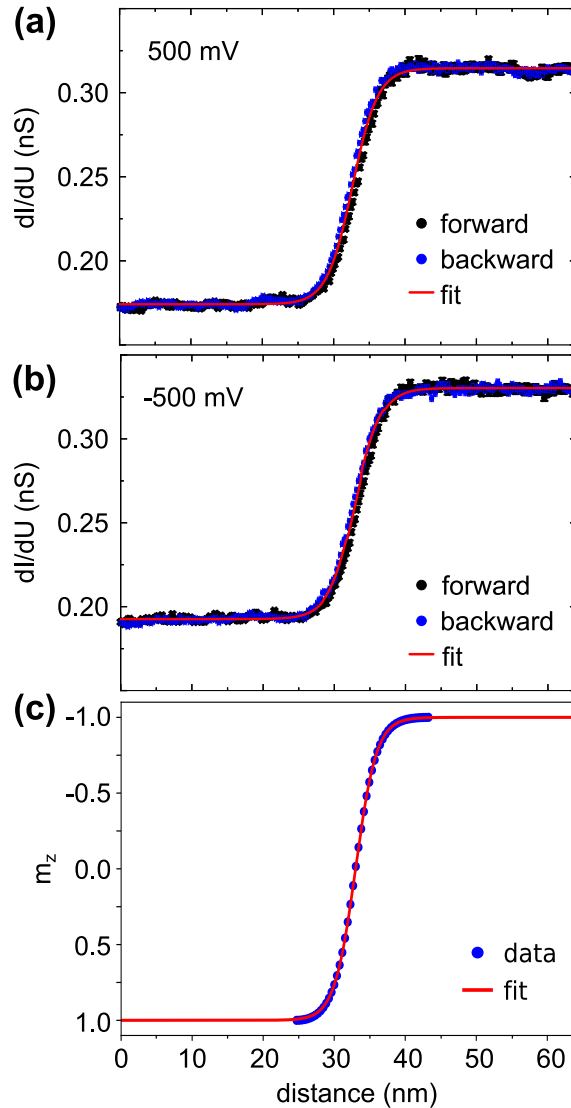 (a)
500 mV
dI/dU (nS)
0.30
0.25
0.20
forward
backward
fit
(b)
-500 mV
dI/dU (nS)
0.30
0.25
0.20
forward
backward
fit
(c)
m_z
-1.0
-0.5
0.0
0.5
1.0
data
fit
0 10 20 30 40 50 60
distance (nm)